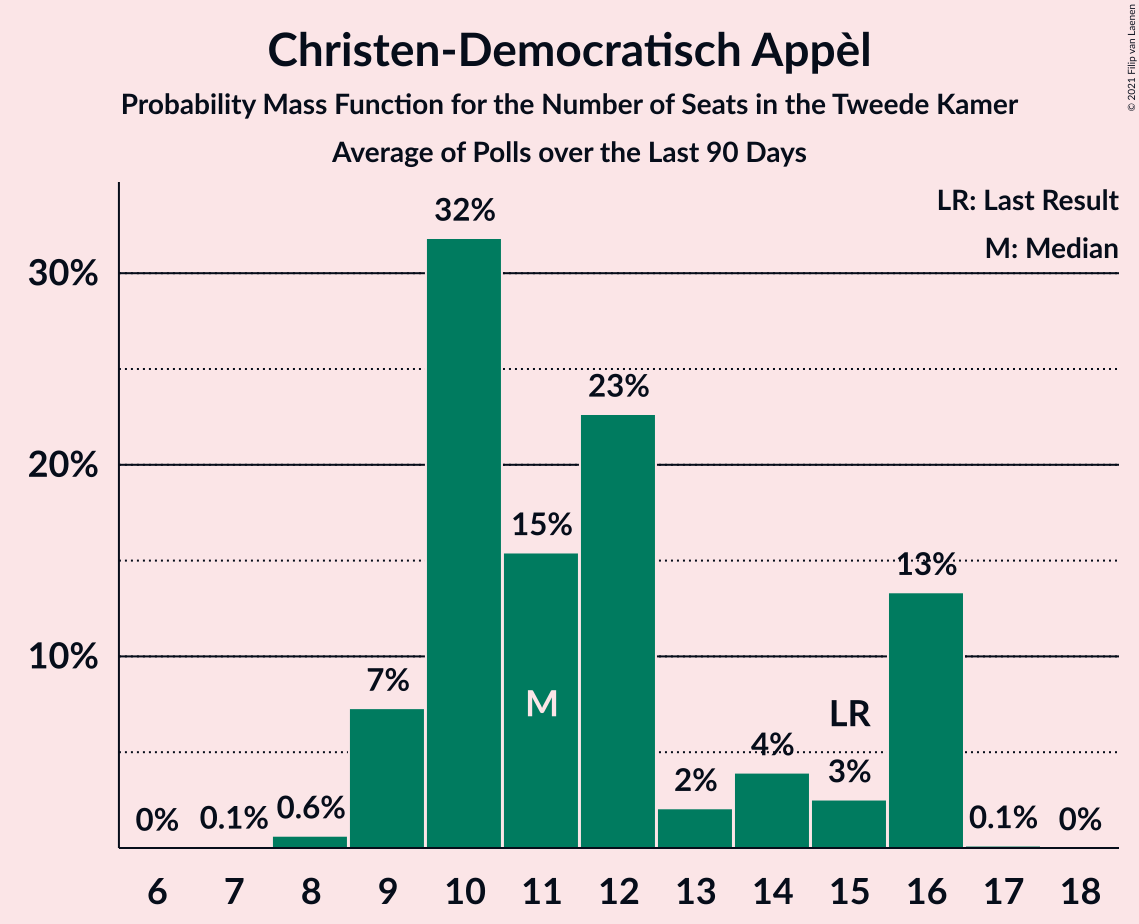 Christen-Democratisch Appèl
Probability Mass Function for the Number of Seats in the Tweede Kamer
Average of Polls over the Last 90 Days
© 2021 Filip van Laenen
LR: Last Result
M: Median
30%
20%
10%
0%
0.1%
0.6%
7%
32%
15%
M
23%
2%
4%
LR
3%
13%
0.1%
0%
6 7 8 9 10 11 12 13 14 15 16 17 18